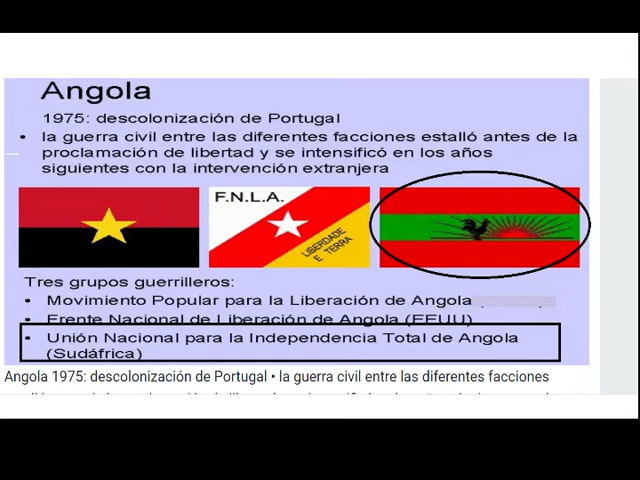 Angola
1975: descolonización de Portugal
• la guerra civil entre las diferentes facciones estalló antes de la
proclamación de libertad y se intensificó en los años
siguientes con la intervención extranjera
F.N.L.A.
LIBERDADE
E TERRA
Tres grupos guerrilleros:
• Movimiento Popular para la Liberación de Angola
• Frente Nacional de Liberación de Angola (EEUU)
• Unión Nacional para la Independencia Total de Angola
(Sudáfrica)
Angola 1975: descolonización de Portugal • la guerra civil entre las diferentes facciones